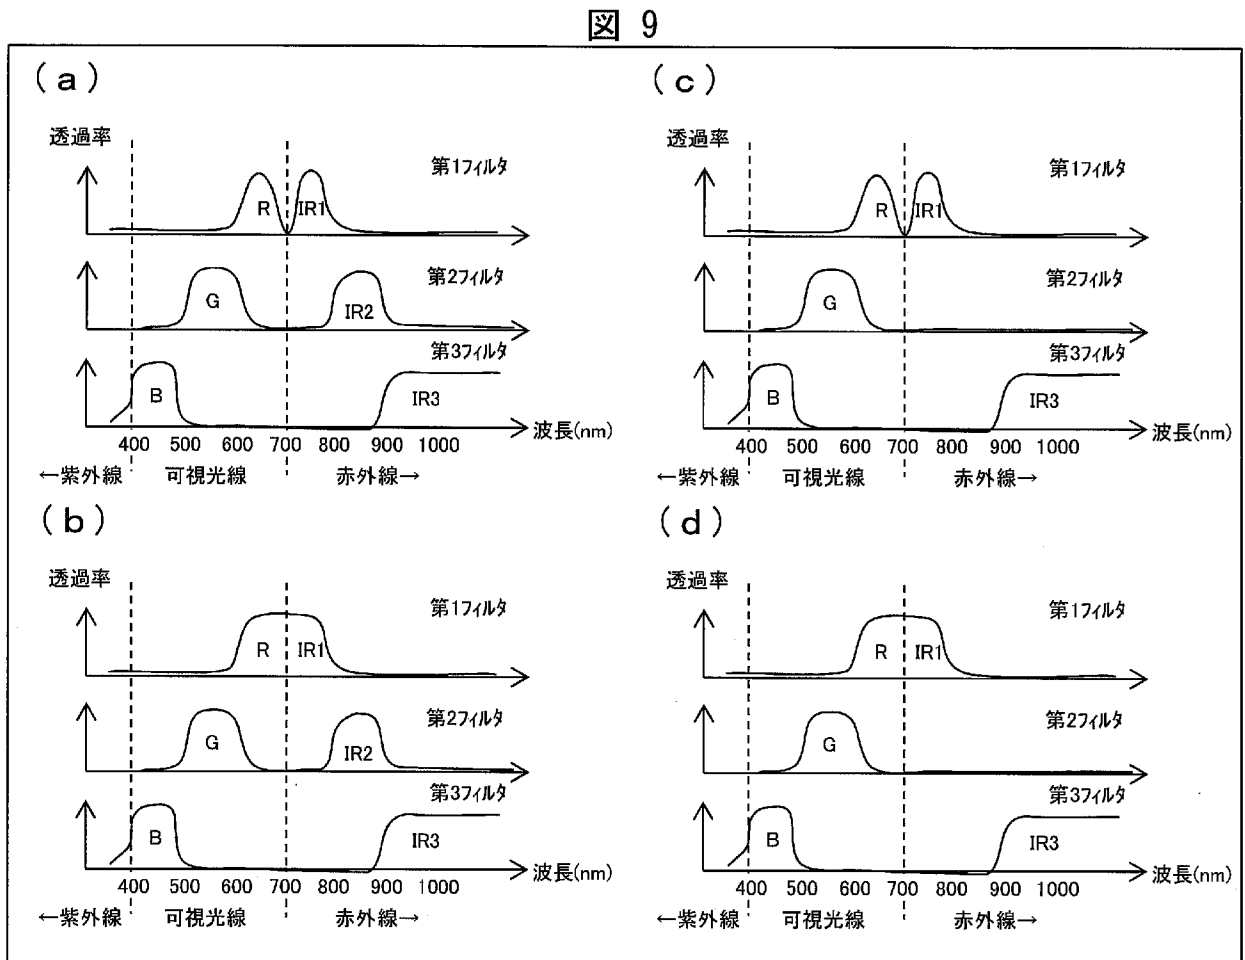 図 9
(a)
透過率
第1フィルタ
R
IR1
第2フィルタ
G
IR2
第3フィルタ
B
IR3
400 500 600 700 800 900 1000
波長(nm)
←紫外線 可視光線 赤外線→
(c)
透過率
第1フィルタ
R
IR1
第2フィルタ
G
第3フィルタ
B
IR3
400 500 600 700 800 900 1000
波長(nm)
←紫外線 可視光線 赤外線→
(b)
透過率
第1フィルタ
R
IR1
第2フィルタ
G
IR2
第3フィルタ
B
IR3
400 500 600 700 800 900 1000
波長(nm)
←紫外線 可視光線 赤外線→
(d)
透過率
第1フィルタ
R
IR1
第2フィルタ
G
第3フィルタ
B
IR3
400 500 600 700 800 900 1000
波長(nm)
←紫外線 可視光線 赤外線→